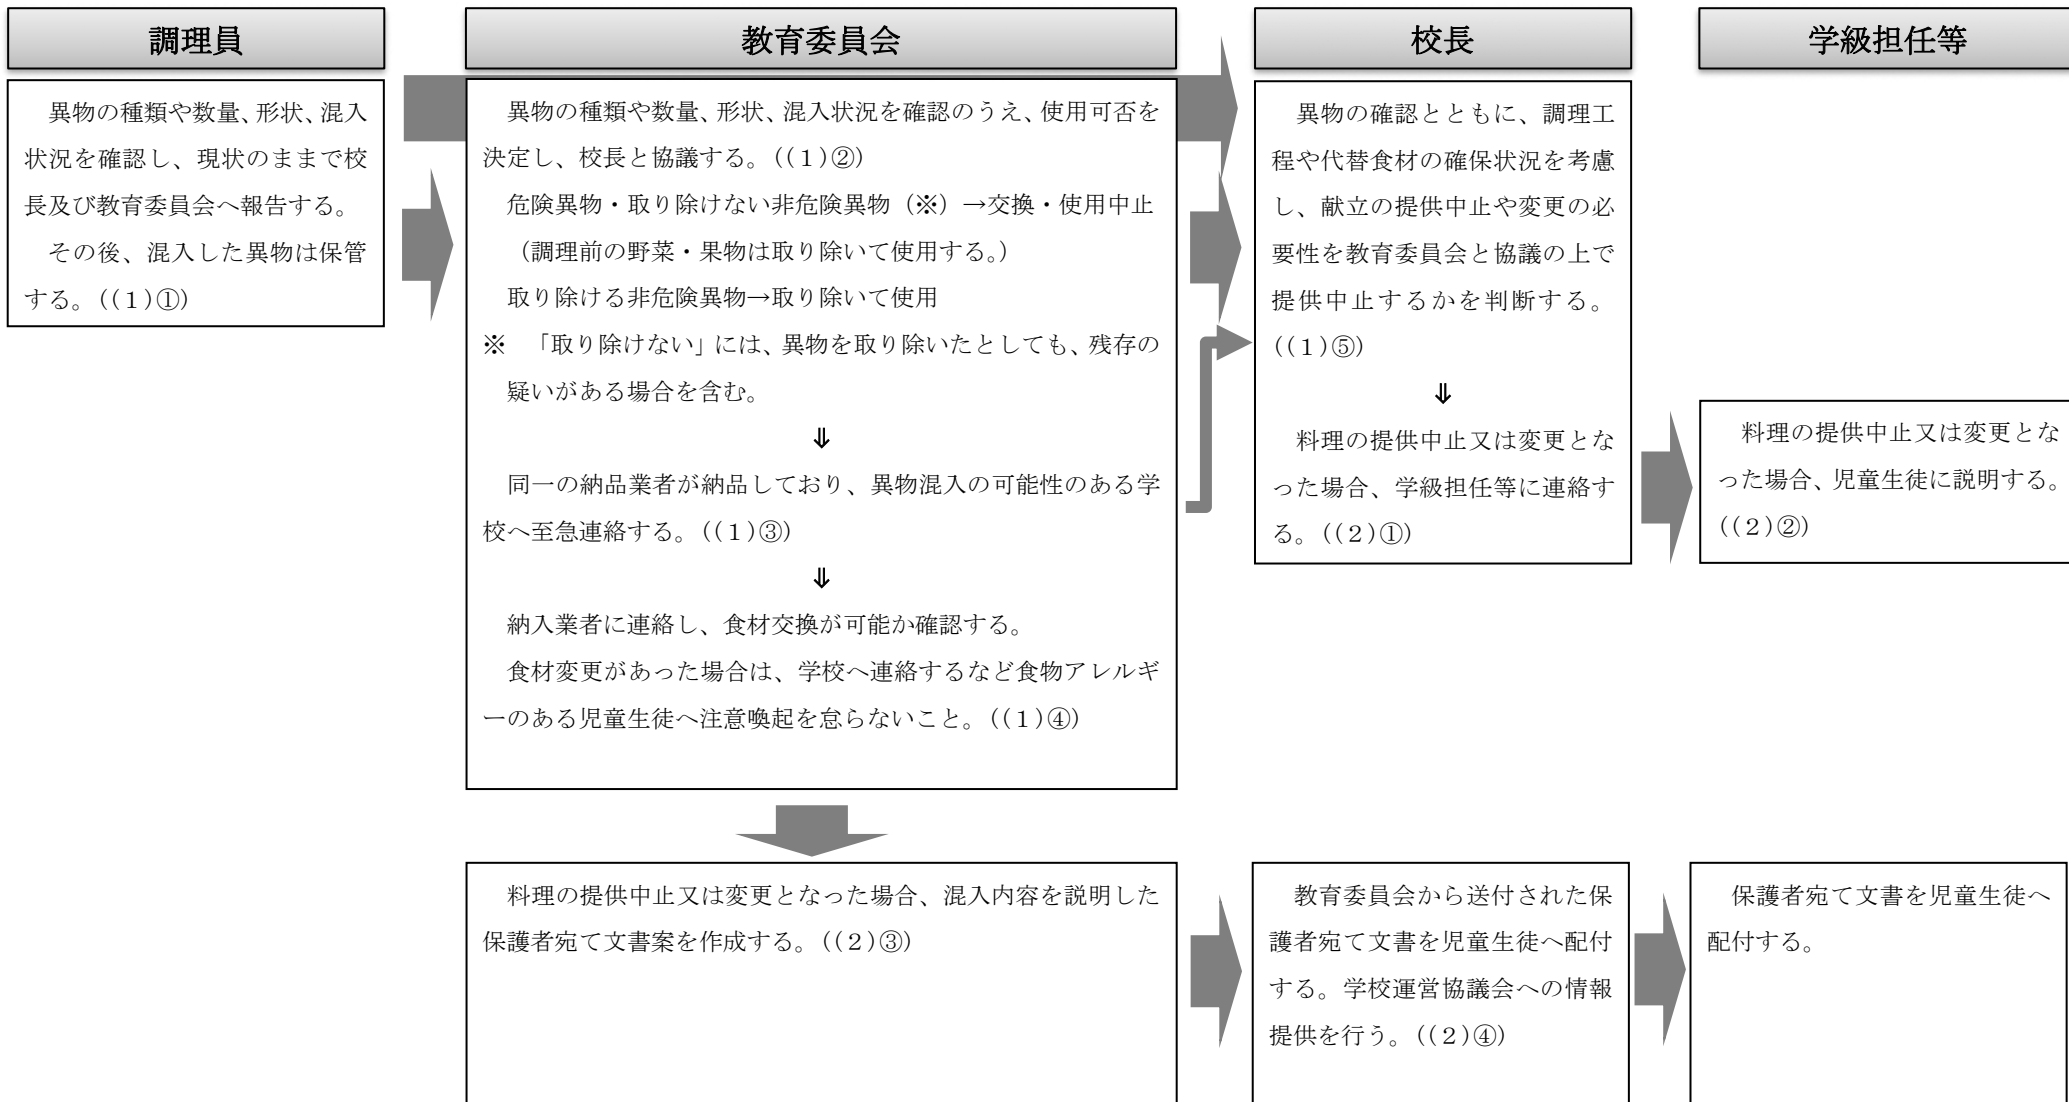 調理員
教育委員会
校長
学級担任等
異物の種類や数量、形状、混入
状況を確認し、現状のままで校
長及び教育委員会へ報告する。
その後、混入した異物は保管
する。((1)①)
異物の種類や数量、形状、混入状況を確認のうえ、使用可否を
決定し、校長と協議する。((1)②)
危険異物・取り除けない非危険異物（※）→交換・使用中止
（調理前の野菜・果物は取り除いて使用する。）
取り除ける非危険異物→取り除いて使用
※　「取り除けない」には、異物を取り除いたとしても、残存の
疑いがある場合を含む。
⇓
同一の納品業者が納品しており、異物混入の可能性のある学
校へ至急連絡する。((1)③)
⇓
納入業者に連絡し、食材交換が可能か確認する。
食材変更があった場合は、学校へ連絡するなど食物アレルギ
ーのある児童生徒へ注意喚起を怠らないこと。((1)④)
異物の確認とともに、調理工
程や代替食材の確保状況を考慮
し、献立の提供中止や変更の必
要性を教育委員会と協議の上で
提供中止するかを判断する。
((1)⑤)
⇓
料理の提供中止又は変更とな
った場合、学級担任等に連絡す
る。((2)①)
料理の提供中止又は変更とな
った場合、児童生徒に説明する。
((2)②)
料理の提供中止又は変更となった場合、混入内容を説明した
保護者宛て文書案を作成する。((2)③)
教育委員会から送付された保
護者宛て文書を児童生徒へ配付
する。学校運営協議会への情報
提供を行う。((2)④)
保護者宛て文書を児童生徒へ
配付する。